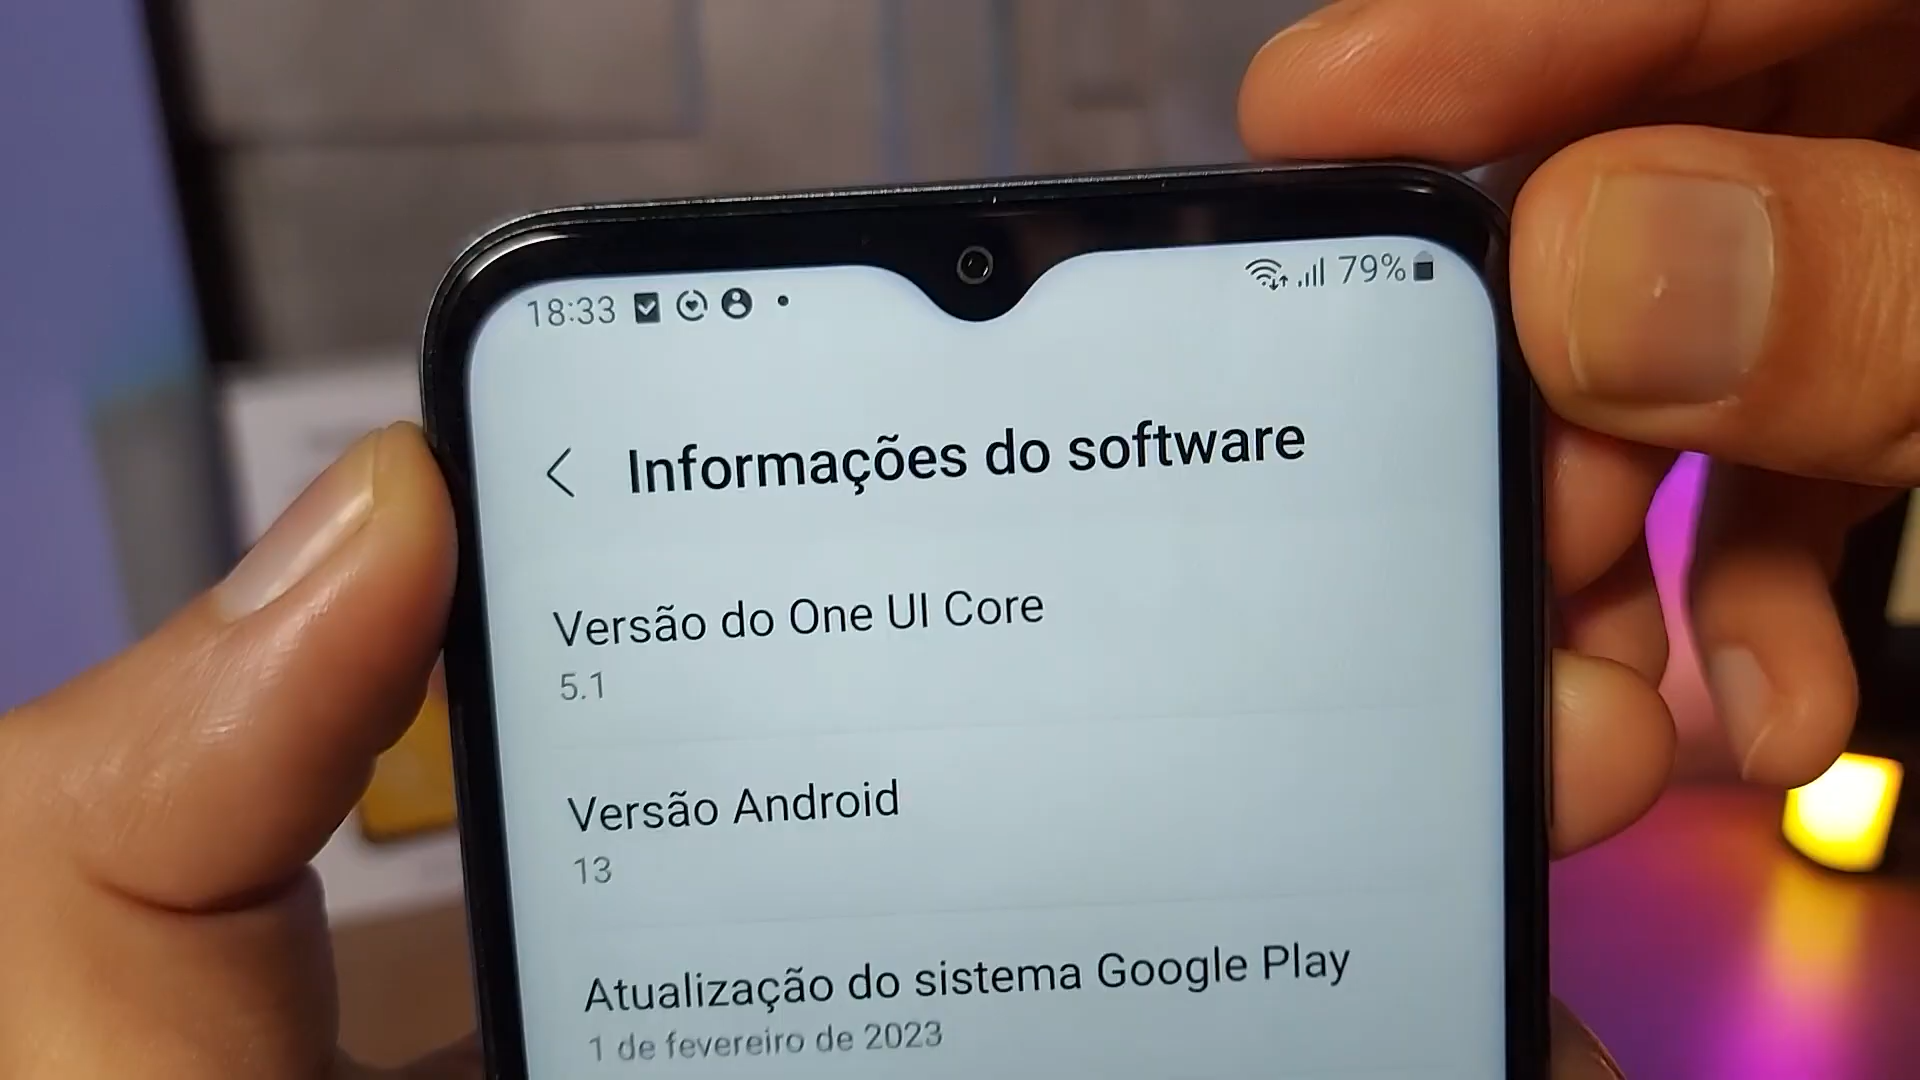 18:33 79%
Informações do software
Versão do One UI Core
5.1
Versão Android
13
Atualização do sistema Google Play
1 de fevereiro de 2023